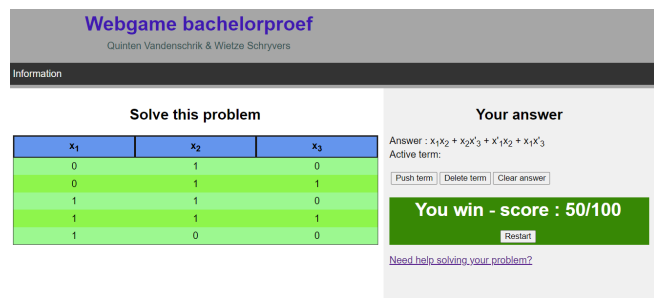 Webgame bachelorproef
Quinten Vandenschrik & Wietze Schryvers
Information
Solve this problem
x₁ x₂ x₃
0 1 0
0 1 1
1 1 0
1 1 1
1 0 0
Your answer
Answer : x₁x₂ + x₂x'₃ + x'₁x₂ + x₁x'₃
Active term:
Push term Delete term Clear answer
You win - score : 50/100
Restart
Need help solving your problem?